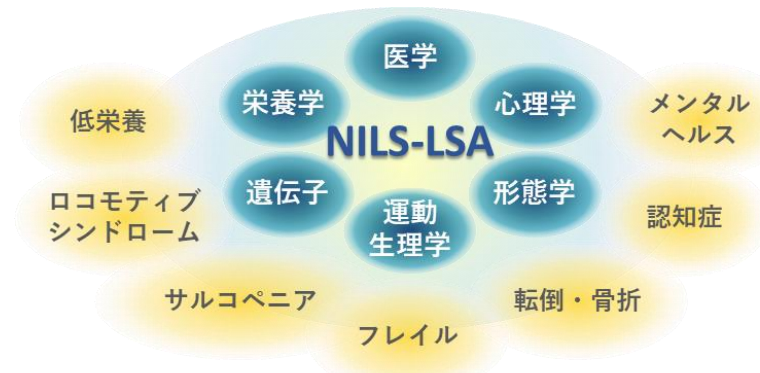 医学
栄養学
心理学
NILS-LSA
遺伝子
形態学
運動
生理学
低栄養
メンタル
ヘルス
ロコモティブ
シンドローム
認知症
サルコペニア
転倒・骨折
フレイル